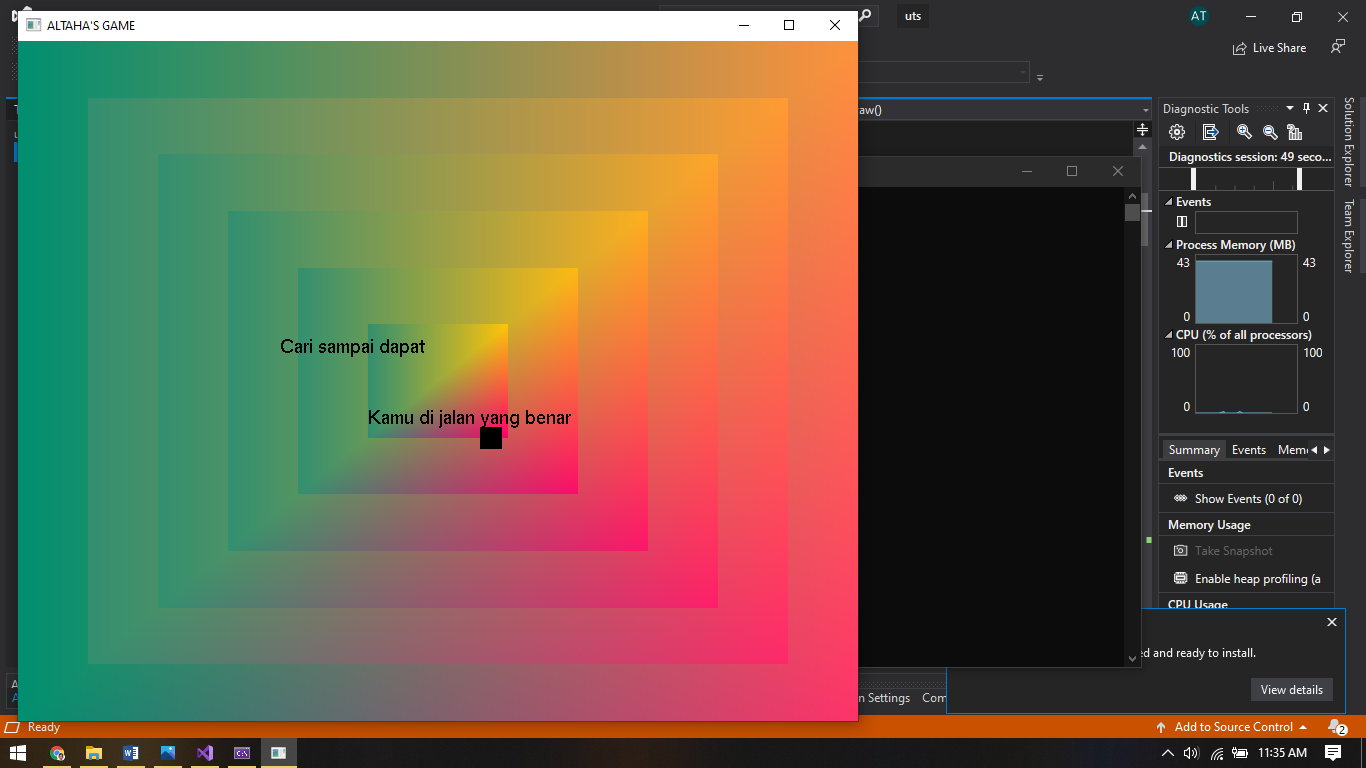 ALTAHA'S GAME
uts
AT
Live Share
raw()
Diagnostic Tools
Diagnostics session: 49 seco...
Events
Process Memory (MB)
43
43
0
0
CPU (% of all processors)
100
100
0
0
Summary
Events
Show Events (0 of 0)
Memory Usage
Take Snapshot
Enable heap profiling (a
CPU Usage
Solution Explorer
Team Explorer
Cari sampai dapat
Kamu di jalan yang benar
ed and ready to install.
View details
n Settings
Com
Ready
Add to Source Control
2
11:35 AM